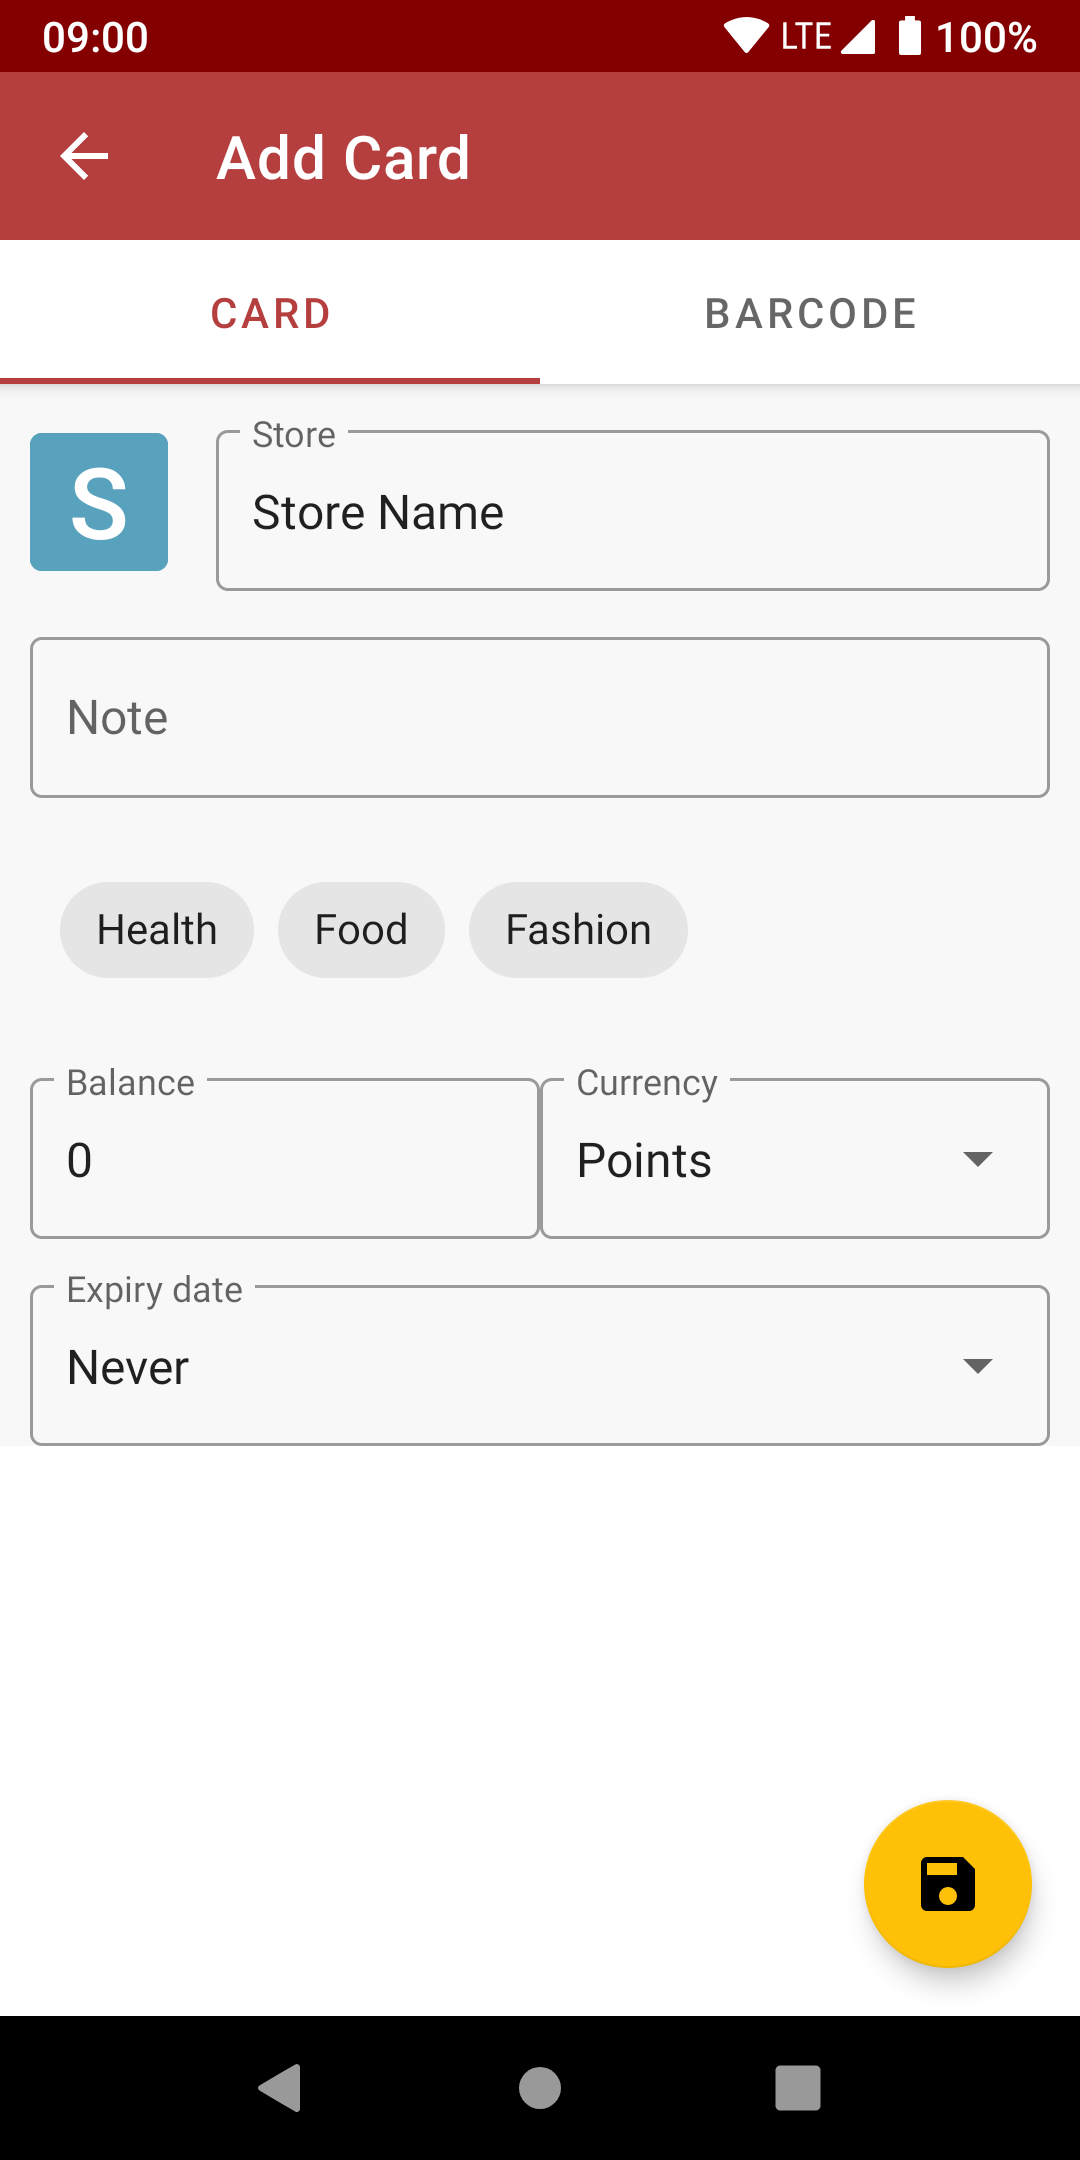 09:00 LTE 100%
Add Card
CARD BARCODE
Store
S Store Name
Note
Health Food Fashion
Balance Currency
0 Points
Expiry date
Never